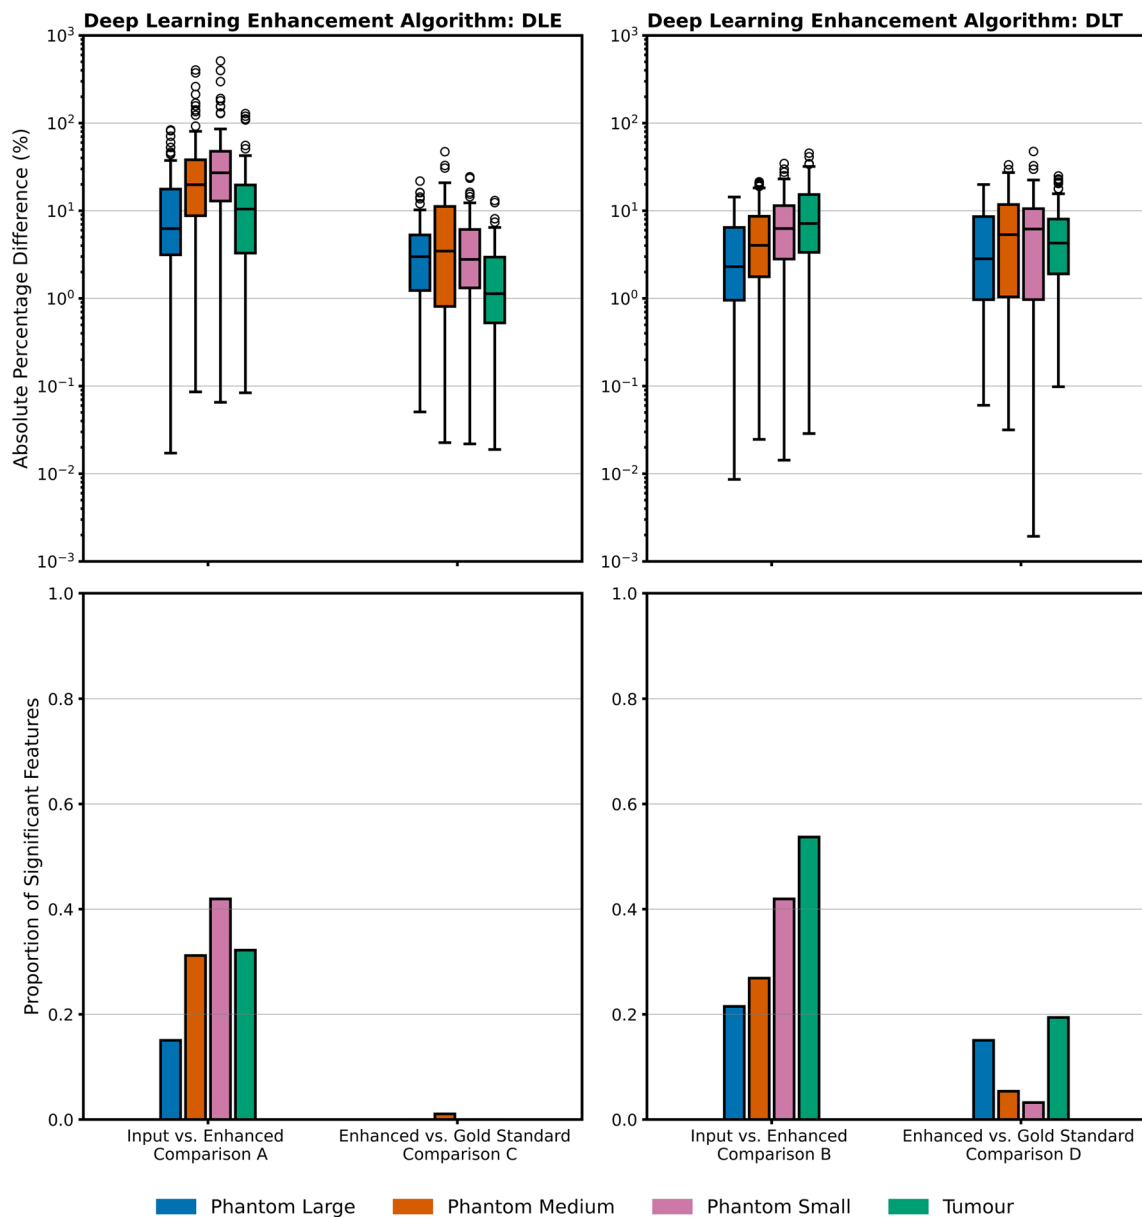 Deep Learning Enhancement Algorithm: DLE
Deep Learning Enhancement Algorithm: DLT
Absolute Percentage Difference (%)
10³
10²
10¹
10⁰
10⁻¹
10⁻²
10⁻³
10³
10²
10¹
10⁰
10⁻¹
10⁻²
10⁻³
Proportion of Significant Features
1.0
0.8
0.6
0.4
0.2
0.0
1.0
0.8
0.6
0.4
0.2
0.0
Input vs. Enhanced
Comparison A
Enhanced vs. Gold Standard
Comparison C
Input vs. Enhanced
Comparison B
Enhanced vs. Gold Standard
Comparison D
Phantom Large
Phantom Medium
Phantom Small
Tumour